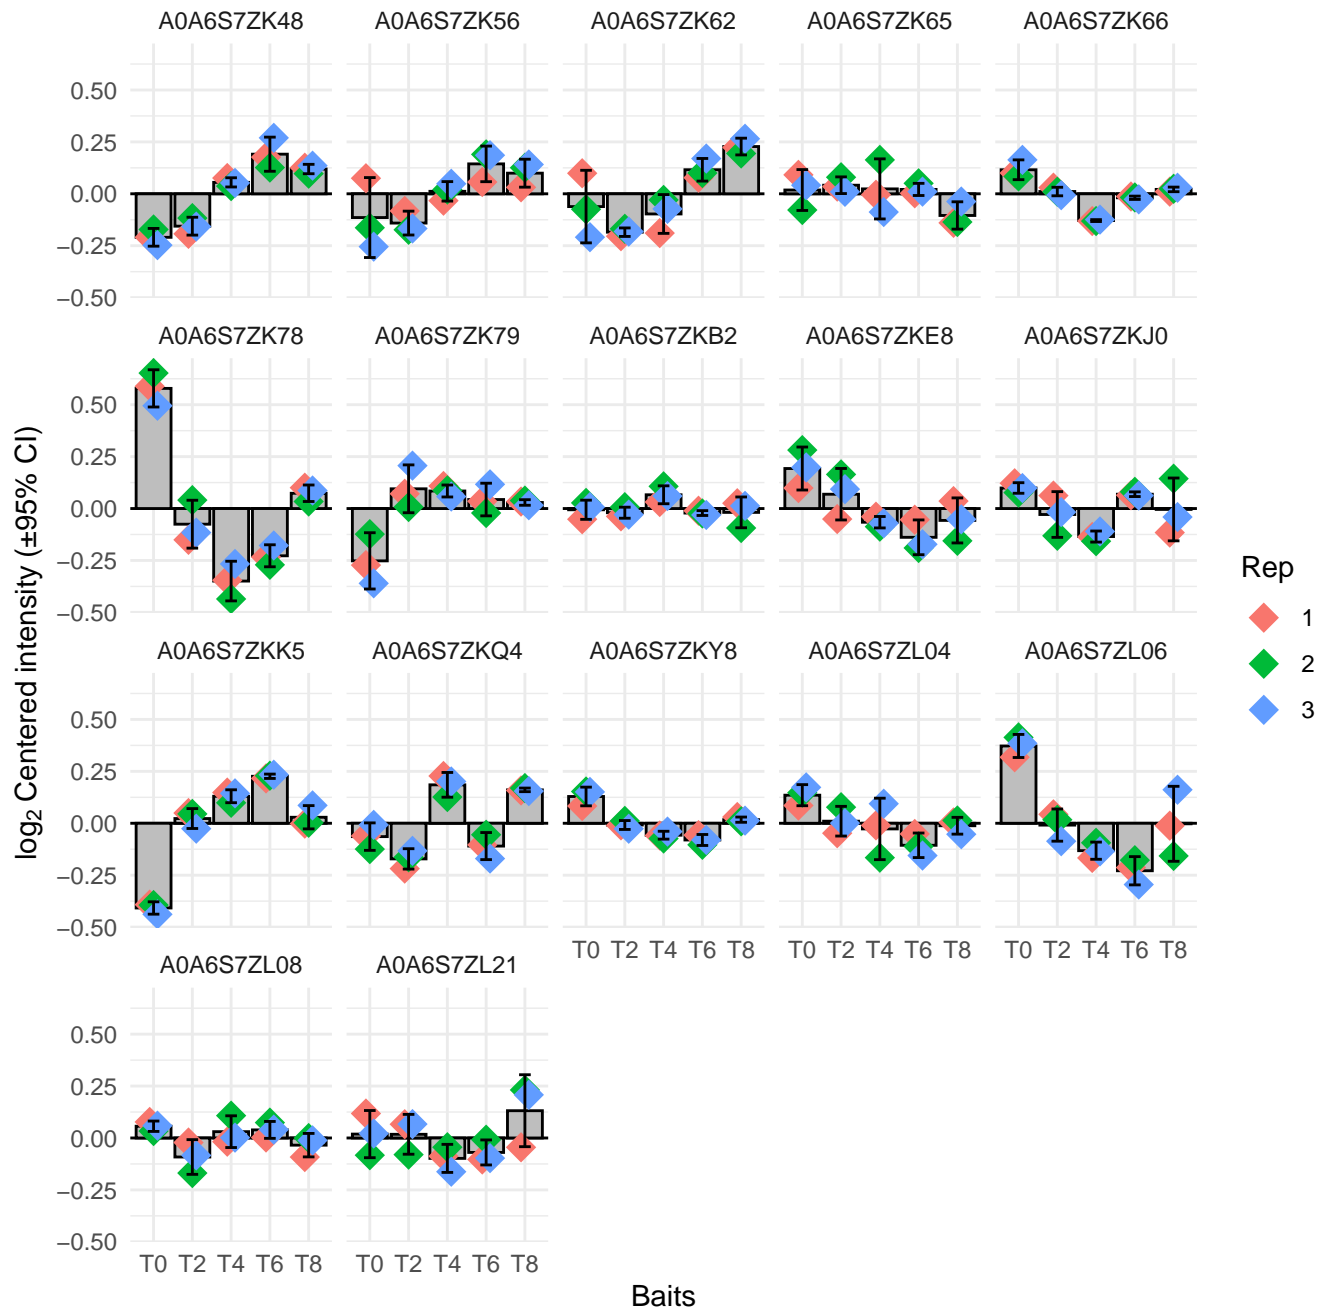 A0A6S7ZK48 A0A6S7ZK56 A0A6S7ZK62 A0A6S7ZK65 A0A6S7ZK66
0.50
0.25
0.00
−0.25
−0.50
A0A6S7ZK78 A0A6S7ZK79 A0A6S7ZKB2 A0A6S7ZKE8 A0A6S7ZKJ0
0.50
0.25
0.00
−0.25
−0.50
A0A6S7ZKK5 A0A6S7ZKQ4 A0A6S7ZKY8 A0A6S7ZL04 A0A6S7ZL06
0.50
0.25
0.00
−0.25
−0.50
T0 T2 T4 T6 T8 T0 T2 T4 T6 T8 T0 T2 T4 T6 T8
A0A6S7ZL08 A0A6S7ZL21
0.50
0.25
0.00
−0.25
−0.50
T0 T2 T4 T6 T8 T0 T2 T4 T6 T8
Baits
log₂ Centered intensity (±95% CI)
Rep
1
2
3